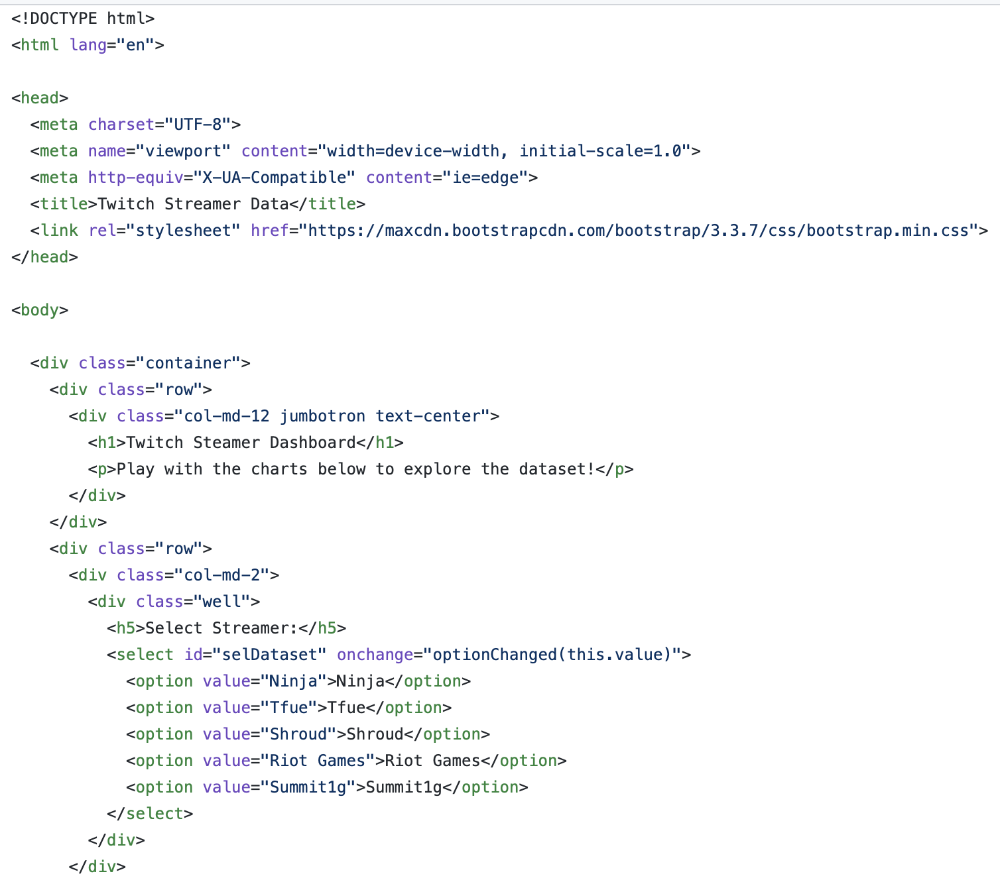 <!DOCTYPE html>
<html lang="en">

<head>
  <meta charset="UTF-8">
  <meta name="viewport" content="width=device-width, initial-scale=1.0">
  <meta http-equiv="X-UA-Compatible" content="ie=edge">
  <title>Twitch Streamer Data</title>
  <link rel="stylesheet" href="https://maxcdn.bootstrapcdn.com/bootstrap/3.3.7/css/bootstrap.min.css">
</head>

<body>

  <div class="container">
    <div class="row">
      <div class="col-md-12 jumbotron text-center">
        <h1>Twitch Steamer Dashboard</h1>
        <p>Play with the charts below to explore the dataset!</p>
      </div>
    </div>
    <div class="row">
      <div class="col-md-2">
        <div class="well">
          <h5>Select Streamer:</h5>
          <select id="selDataset" onchange="optionChanged(this.value)">
            <option value="Ninja">Ninja</option>
            <option value="Tfue">Tfue</option>
            <option value="Shroud">Shroud</option>
            <option value="Riot Games">Riot Games</option>
            <option value="Summit1g">Summit1g</option>
          </select>
        </div>
      </div>